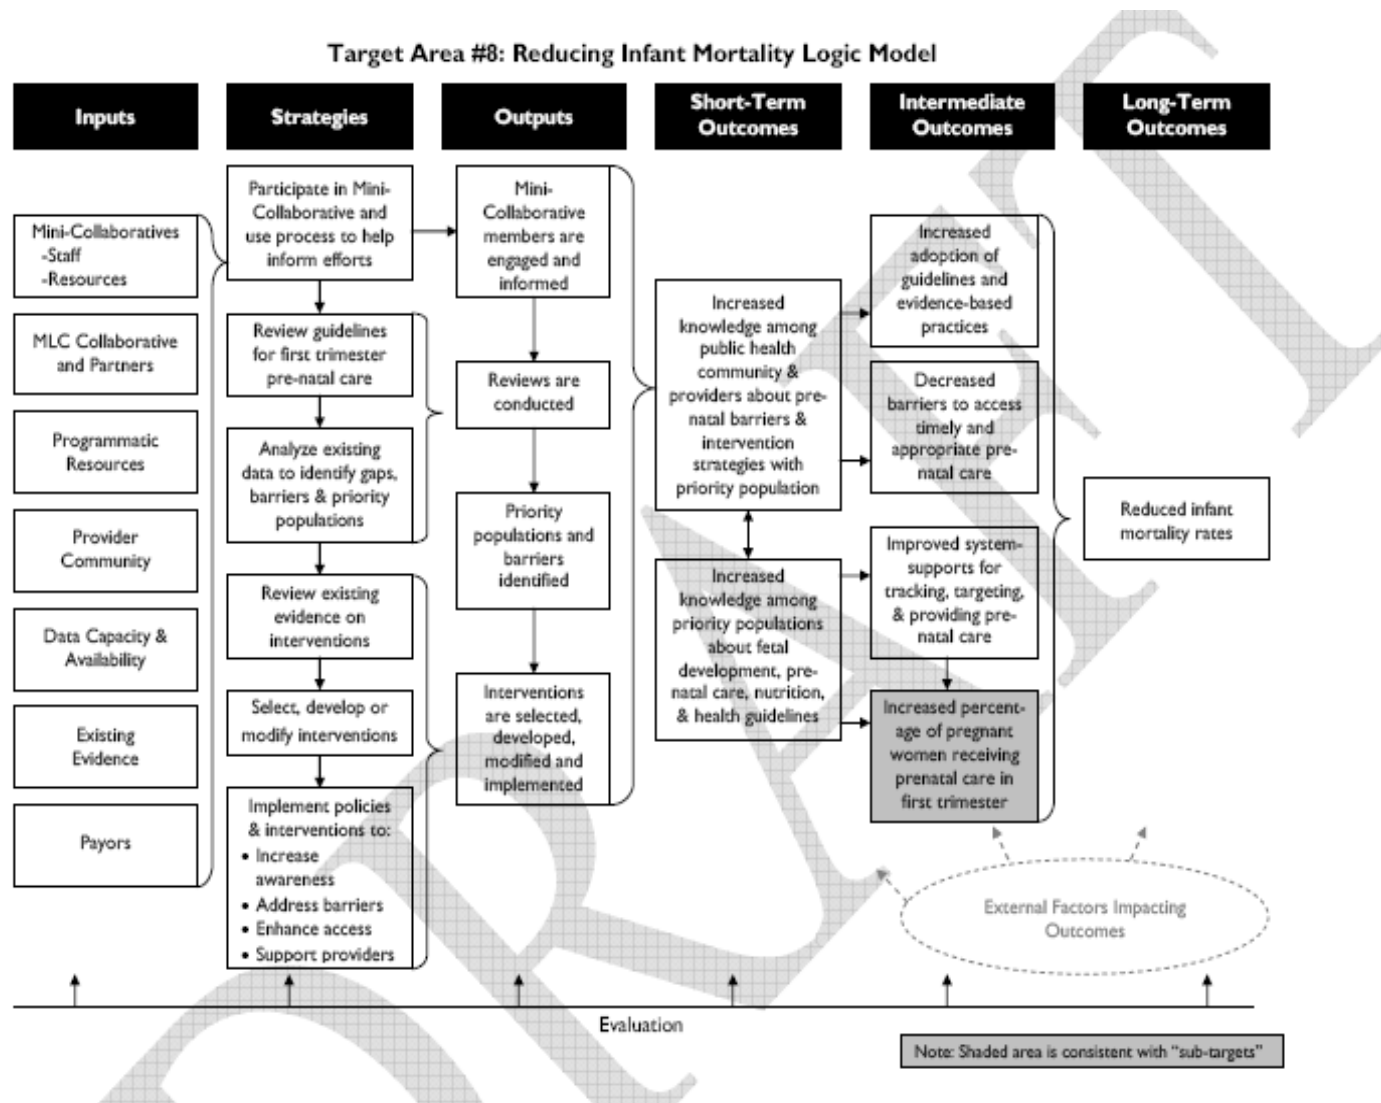 Target Area #8: Reducing Infant Mortality Logic Model
Inputs
Strategies
Outputs
Short-Term
Outcomes
Intermediate
Outcomes
Long-Term
Outcomes
Mini-Collaboratives
-Staff
-Resources
MLC Collaborative
and Partners
Programmatic
Resources
Provider
Community
Data Capacity &
Availability
Existing
Evidence
Payors
Participate in Mini-
Collaborative and
use process to help
inform efforts
Review guidelines
for first trimester
pre-natal care
Analyze existing
data to identify gaps,
barriers & priority
populations
Review existing
evidence on
interventions
Select, develop or
modify interventions
Implement policies
& interventions to:
• Increase
awareness
• Address barriers
• Enhance access
• Support providers
Mini-
Collaborative
members are
engaged and
informed
Reviews are
conducted
Priority
populations and
barriers
identified
Interventions
are selected,
developed,
modified and
implemented
Increased
knowledge among
public health
community &
providers about pre-
natal barriers &
intervention
strategies with
priority population
Increased
knowledge among
priority populations
about fetal
development, pre-
natal care, nutrition,
& health guidelines
Increased
adoption of
guidelines and
evidence-based
practices
Decreased
barriers to access
timely and
appropriate pre-
natal care
Improved system-
supports for
tracking, targeting,
& providing pre-
natal care
Increased percent-
age of pregnant
women receiving
prenatal care in
first trimester
Reduced infant
mortality rates
External Factors Impacting
Outcomes
Evaluation
Note: Shaded area is consistent with “sub-targets”
DRAFT